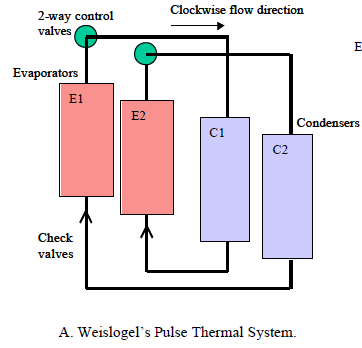 2-way control
valves
Clockwise flow direction
E
Evaporators
E1
E2
C1
C2
Condensers
Check
valves
A. Weislogel's Pulse Thermal System.